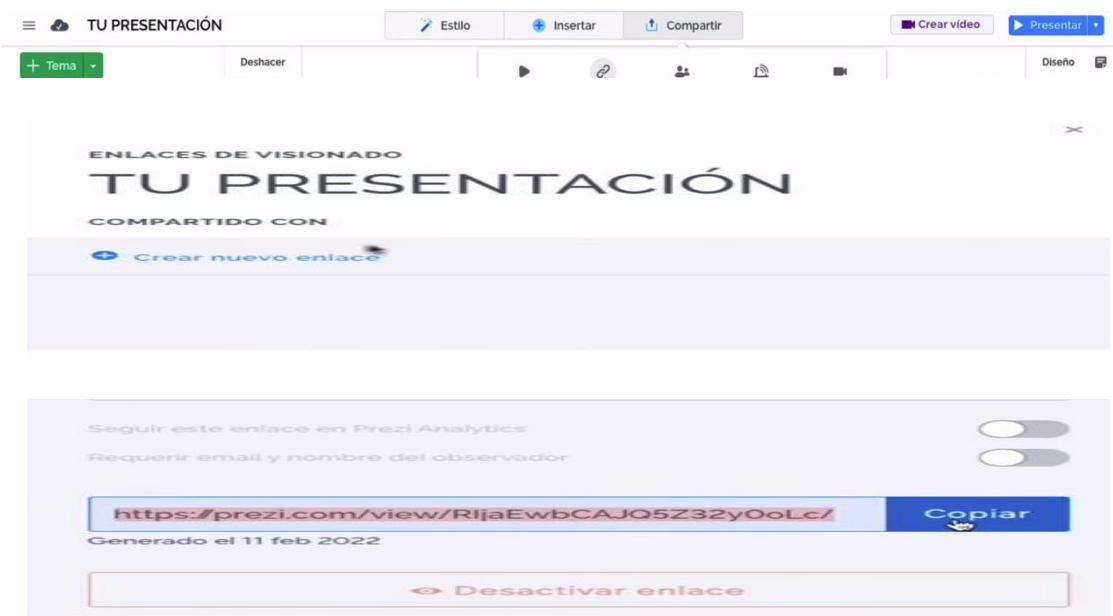 TU PRESENTACIÓN Estilo Insertar Compartir Crear vídeo Presentar
Tema Deshacer Diseño
ENLACES DE VISIONADO
TU PRESENTACIÓN
COMPARTIDO CON
Crear nuevo enlace
Seguir este enlace en Prezi Analytics
Requerir email y nombre del observador
https://prezi.com/view/RIjaEwbCAJQ5Z32yOoLc/ Copiar
Generado el 11 feb 2022
Desactivar enlace